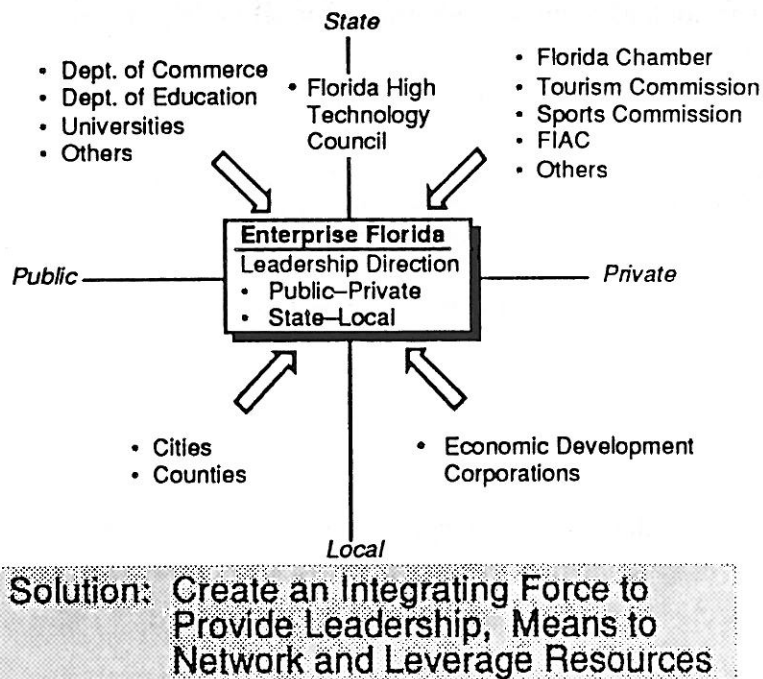 State
• Dept. of Commerce
• Dept. of Education
• Universities
• Others
• Florida High
Technology
Council
• Florida Chamber
• Tourism Commission
• Sports Commission
• FIAC
• Others
Public
Enterprise Florida
Leadership Direction
• Public–Private
• State–Local
Private
• Cities
• Counties
• Economic Development
Corporations
Local
Solution: Create an Integrating Force to
Provide Leadership, Means to
Network and Leverage Resources